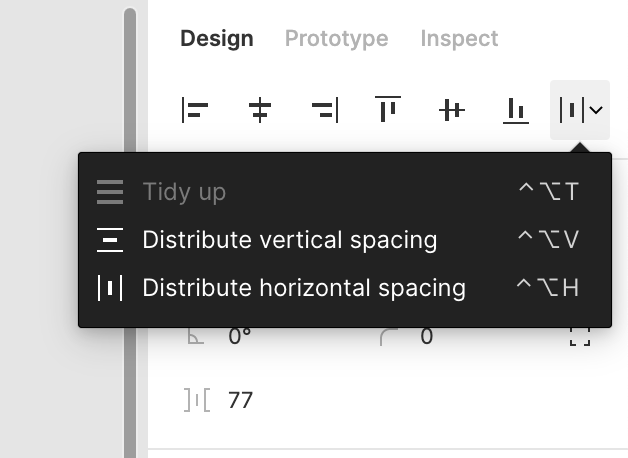 Design Prototype Inspect
Tidy up ^⌥T
Distribute vertical spacing ^⌥V
Distribute horizontal spacing ^⌥H
0° 0
77